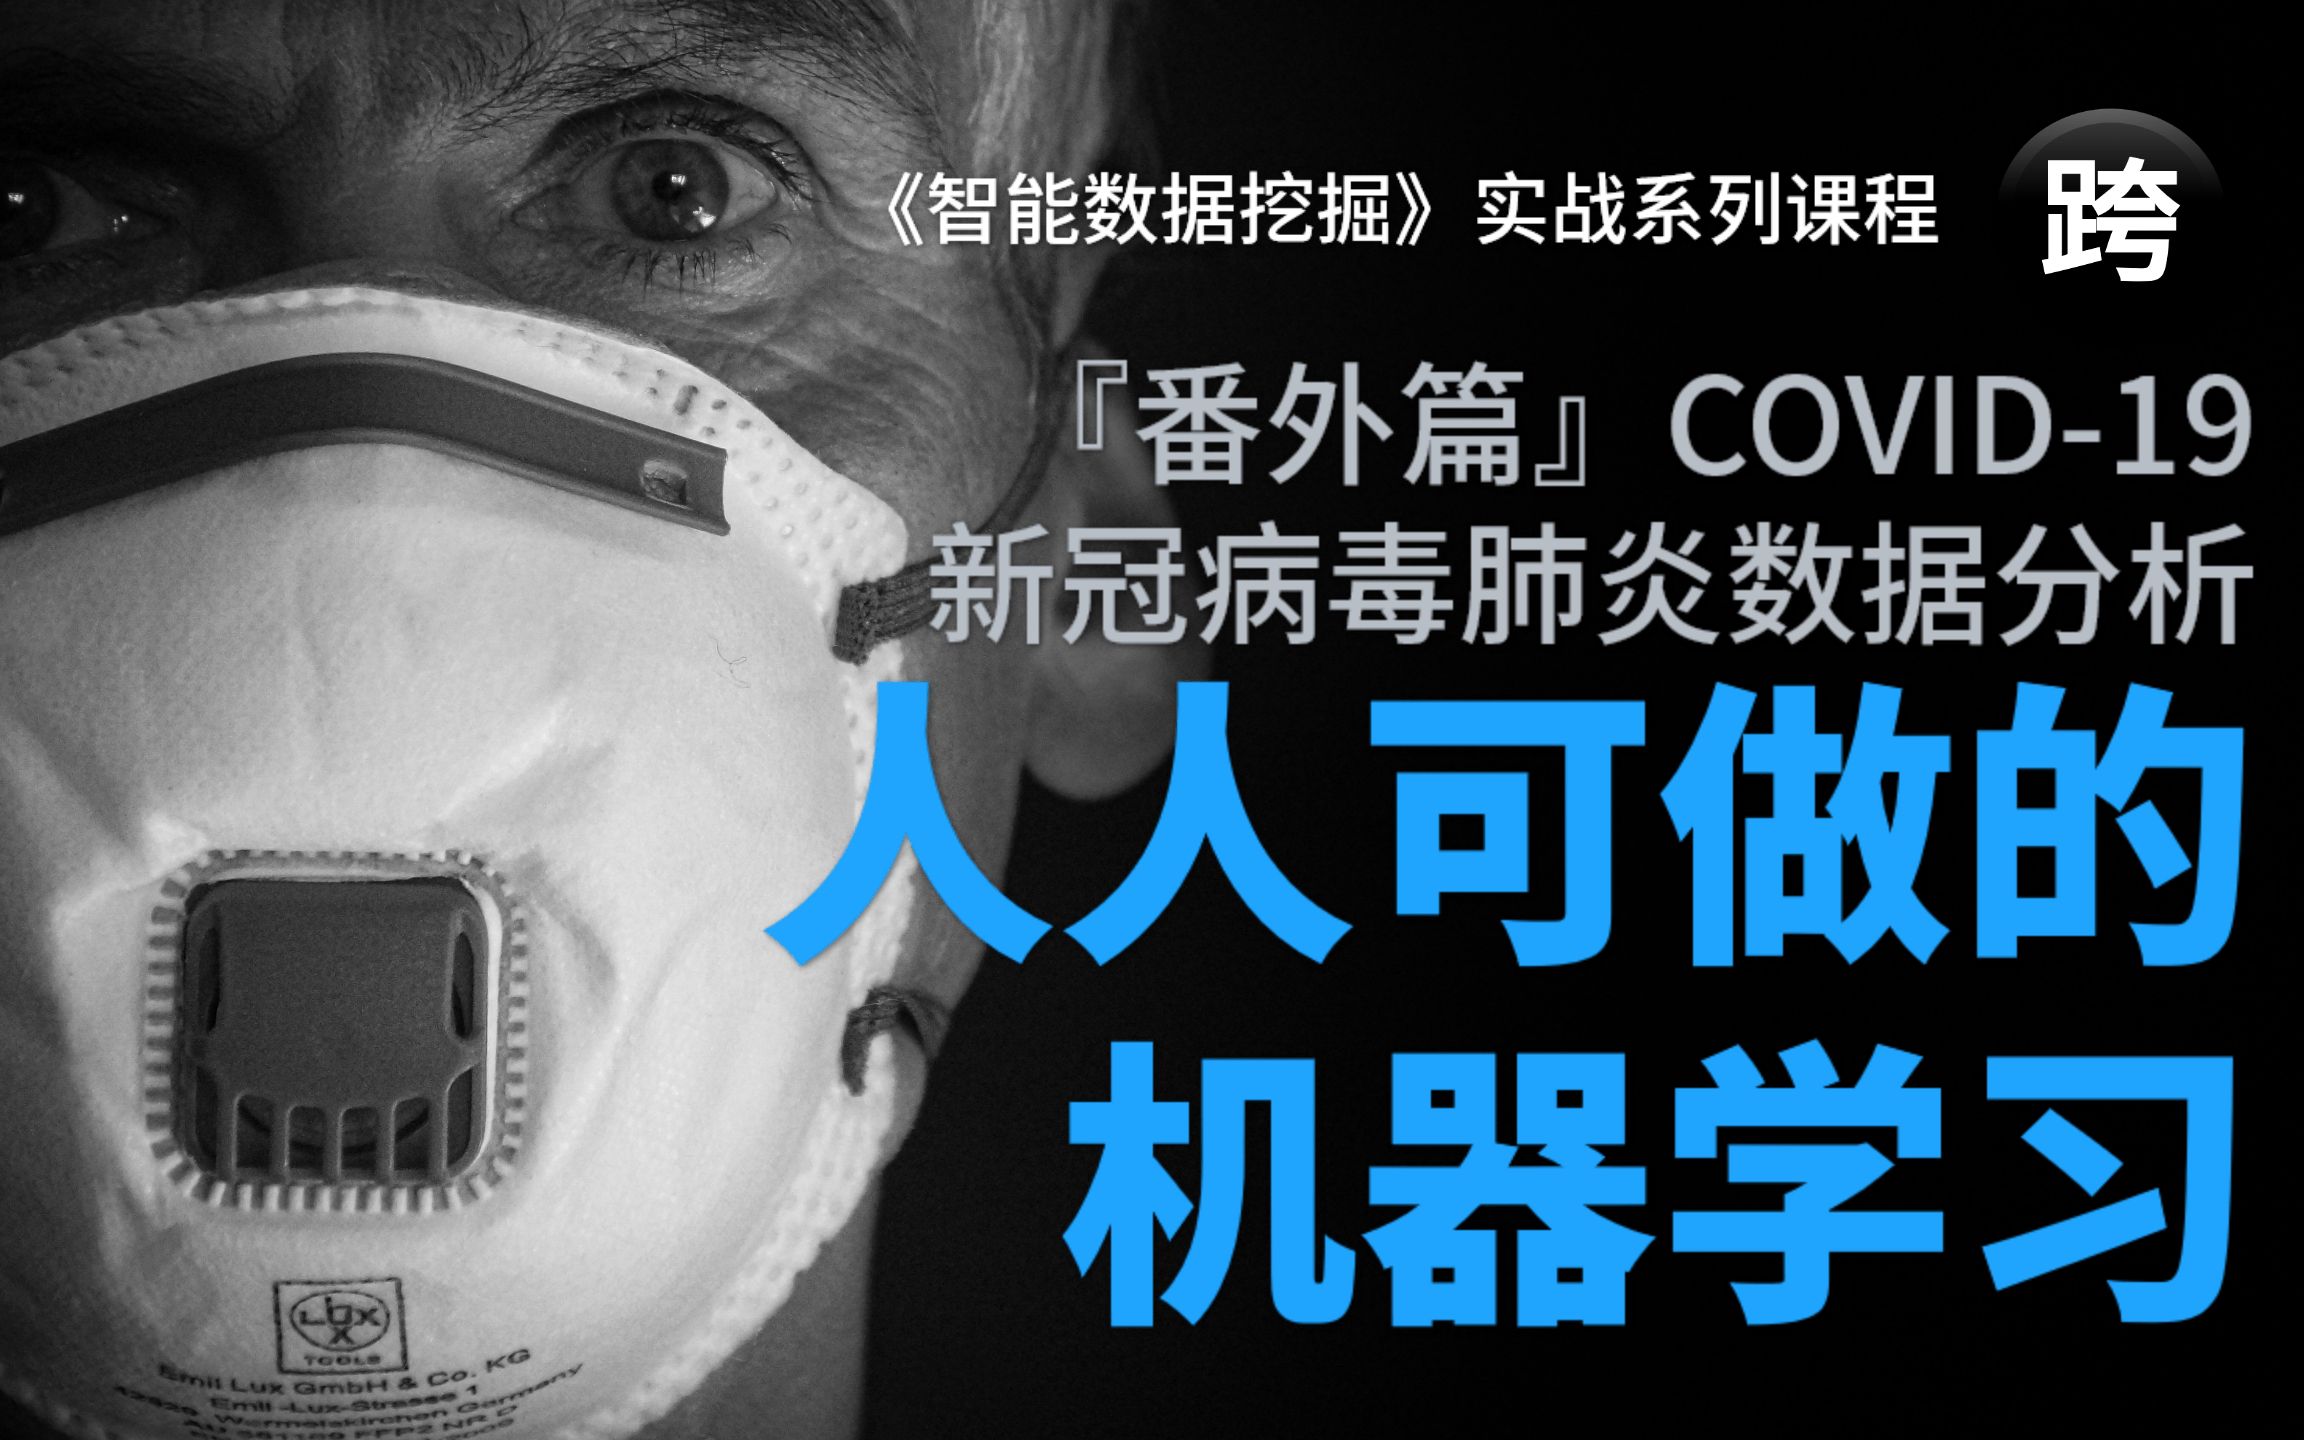 《智能数据挖掘》实战系列课程
跨
『番外篇』COVID-19
新冠病毒肺炎数据分析
人人可做的
机器学习
LUX
TOOLS
Emil Lux GmbH & Co. KG
Emil-Lux-Strasse 1
Wermelskirchen Germany
FFP2 NR D